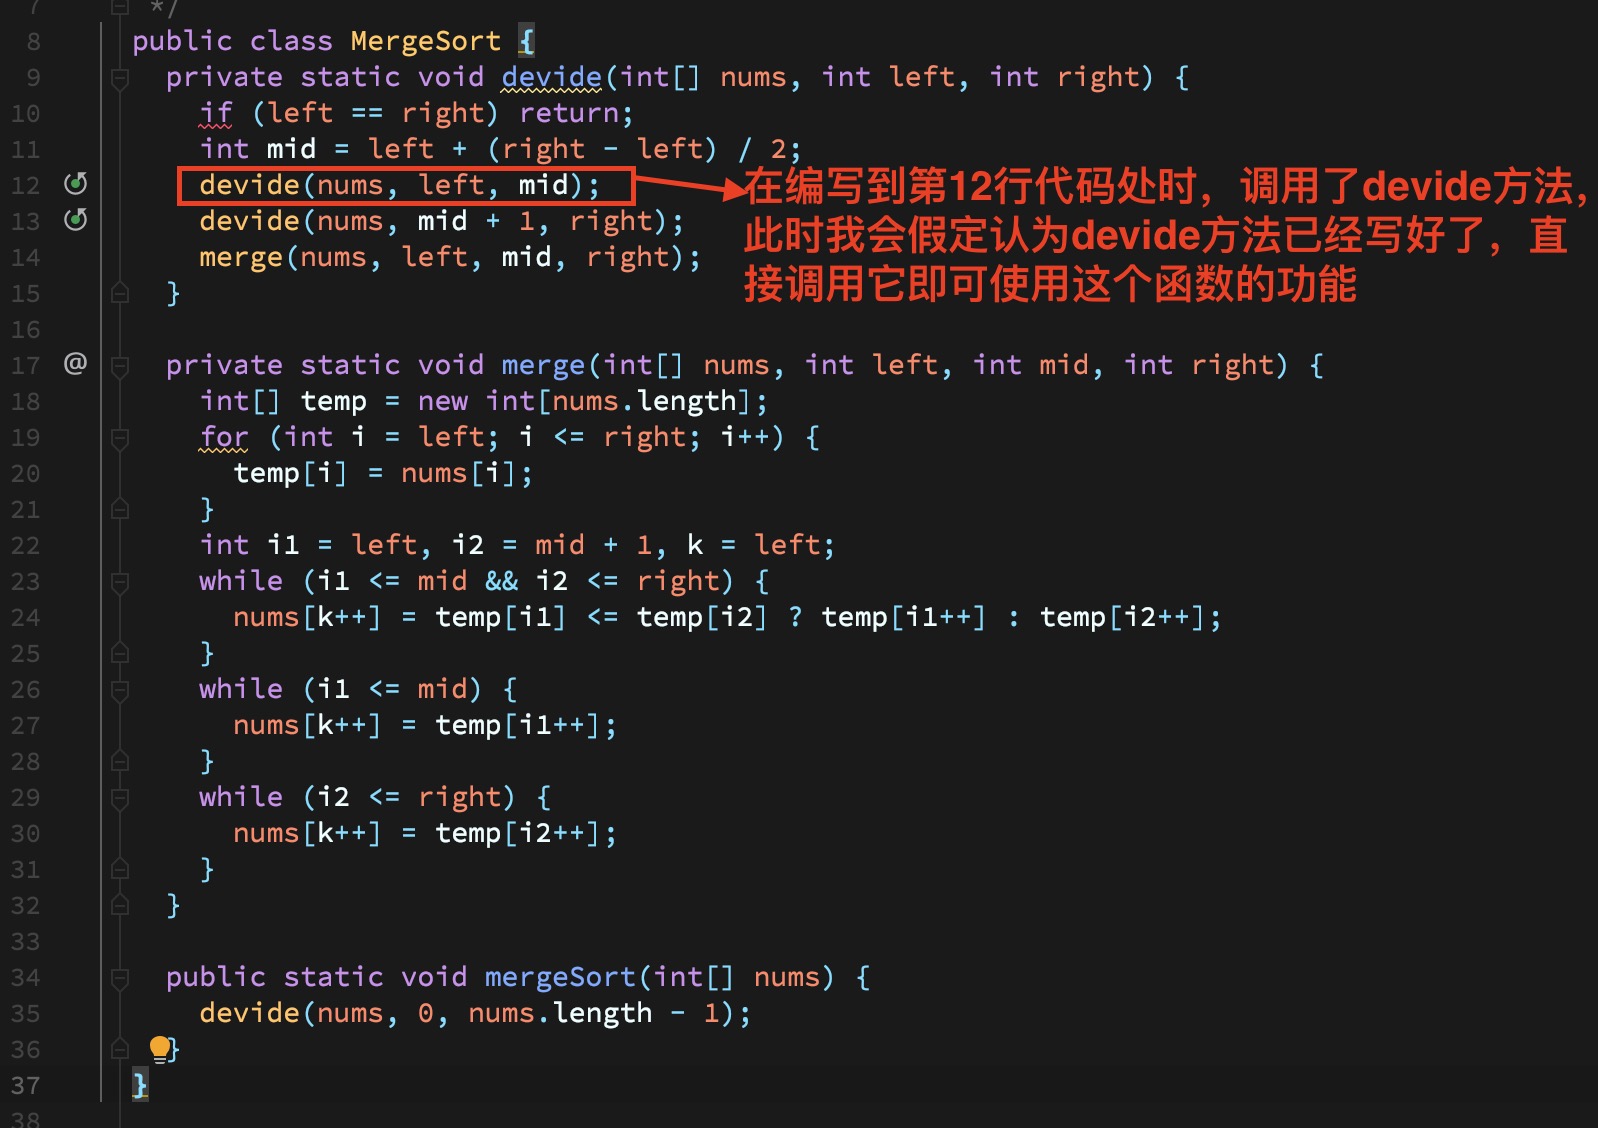 7 */
8 public class MergeSort {
9 private static void devide(int[] nums, int left, int right) {
10 if (left == right) return;
11 int mid = left + (right - left) / 2;
12 devide(nums, left, mid);
13 devide(nums, mid + 1, right);
14 merge(nums, left, mid, right);
15 }
在编写到第12行代码处时，调用了devide方法，
此时我会假定认为devide方法已经写好了，直
接调用它即可使用这个函数的功能
16
17 @ private static void merge(int[] nums, int left, int mid, int right) {
18 int[] temp = new int[nums.length];
19 for (int i = left; i <= right; i++) {
20 temp[i] = nums[i];
21 }
22 int i1 = left, i2 = mid + 1, k = left;
23 while (i1 <= mid && i2 <= right) {
24 nums[k++] = temp[i1] <= temp[i2] ? temp[i1++] : temp[i2++];
25 }
26 while (i1 <= mid) {
27 nums[k++] = temp[i1++];
28 }
29 while (i2 <= right) {
30 nums[k++] = temp[i2++];
31 }
32 }
33
34 public static void mergeSort(int[] nums) {
35 devide(nums, 0, nums.length - 1);
36 }
37 }
38